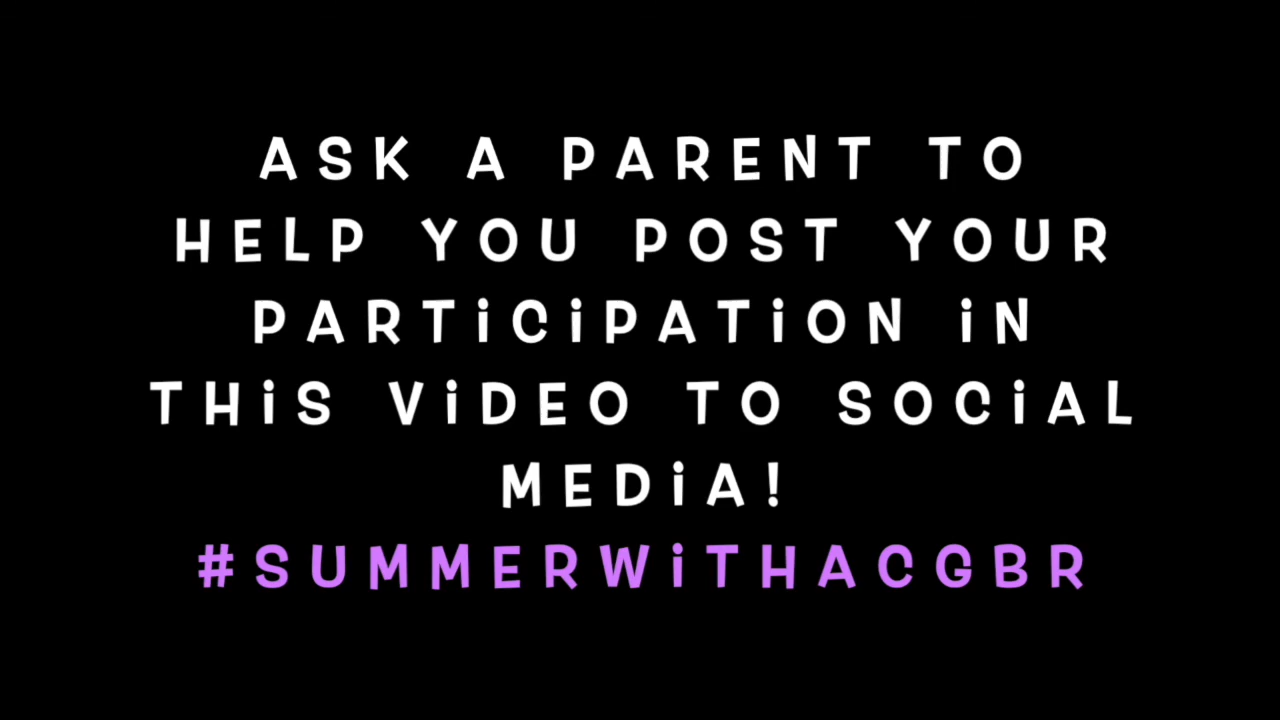 ASK A PARENT TO
HELP YOU POST YOUR
PARTiCiPATiON iN
THiS ViDEO TO SOCiAL
MEDiA!
#SUMMERWiTHACGBR